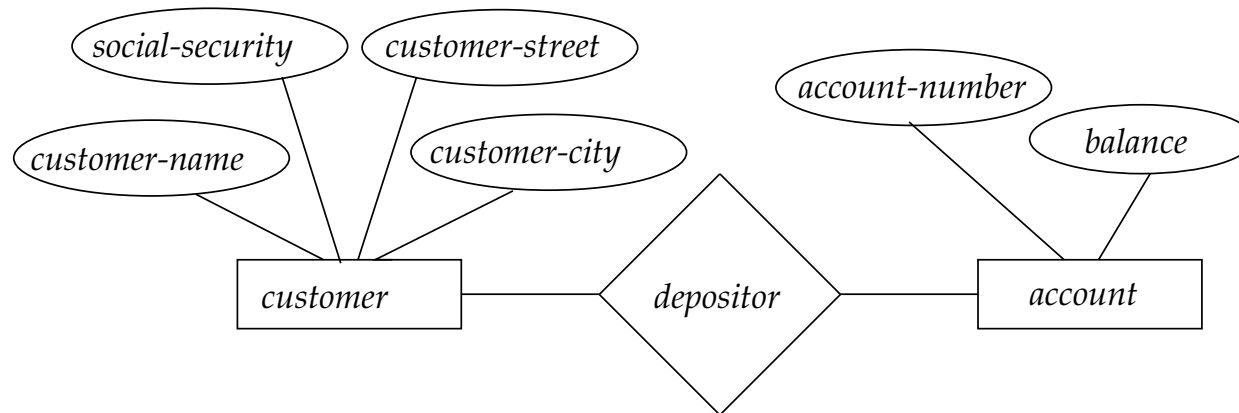 social-security
customer-street
account-number
customer-name
customer-city
balance
customer
depositor
account